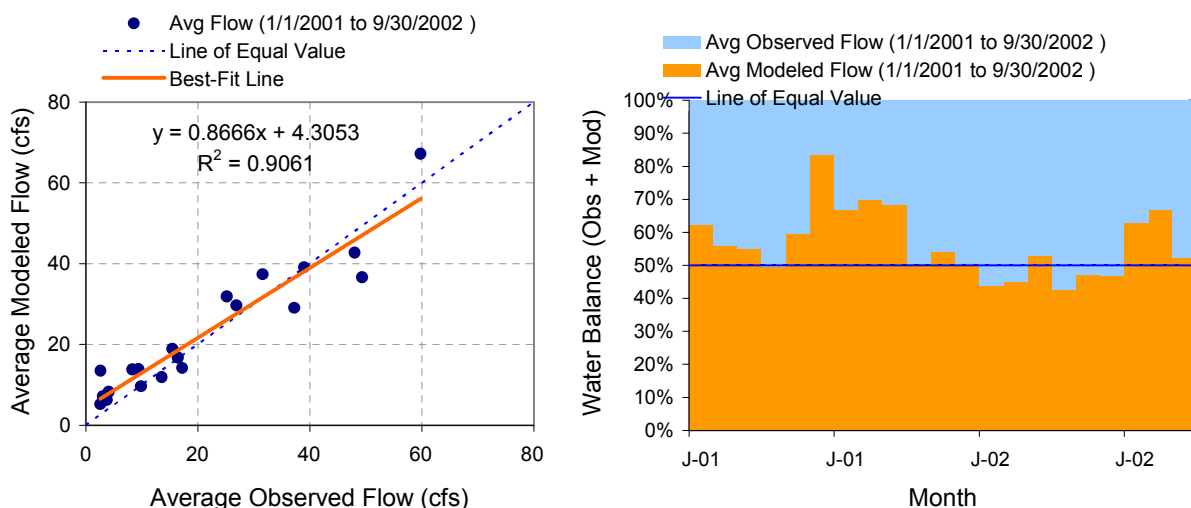 Avg Flow (1/1/2001 to 9/30/2002 )
Line of Equal Value
Best-Fit Line
80
60
40
20
0
y = 0.8666x + 4.3053
R² = 0.9061
Average Modeled Flow (cfs)
0 20 40 60 80
Average Observed Flow (cfs)
Avg Observed Flow (1/1/2001 to 9/30/2002 )
Avg Modeled Flow (1/1/2001 to 9/30/2002 )
Line of Equal Value
100%
90%
80%
70%
60%
50%
40%
30%
20%
10%
0%
Water Balance (Obs + Mod)
J-01 J-01 J-02 J-02
Month